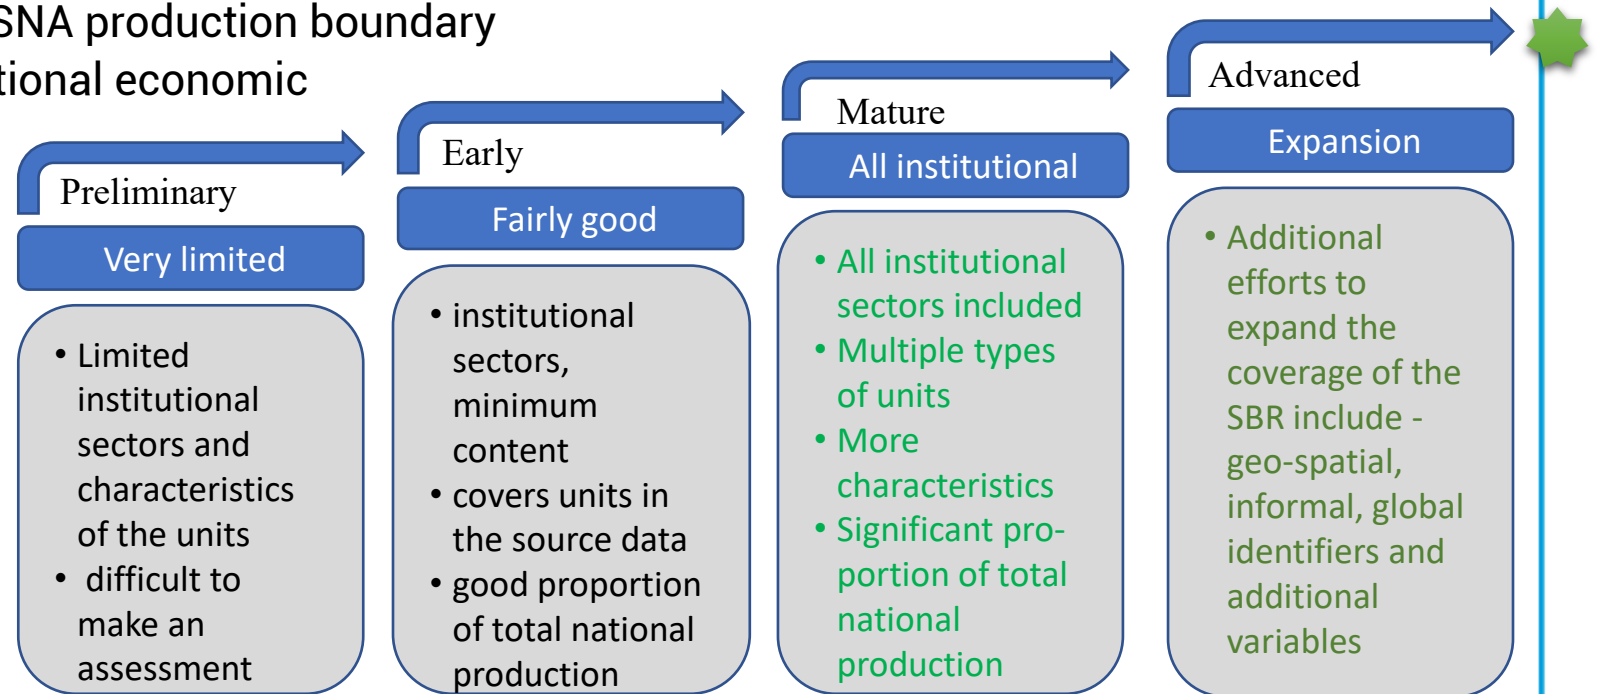 SNA production boundary
tional economic
Preliminary
Very limited
• Limited
institutional
sectors and
characteristics
of the units
• difficult to
make an
assessment
Early
Fairly good
• institutional
sectors,
minimum
content
• covers units in
the source data
• good proportion
of total national
production
Mature
All institutional
• All institutional
sectors included
• Multiple types
of units
• More
characteristics
• Significant pro-
portion of total
national
production
Advanced
Expansion
• Additional
efforts to
expand the
coverage of the
SBR include -
geo-spatial,
informal, global
identifiers and
additional
variables